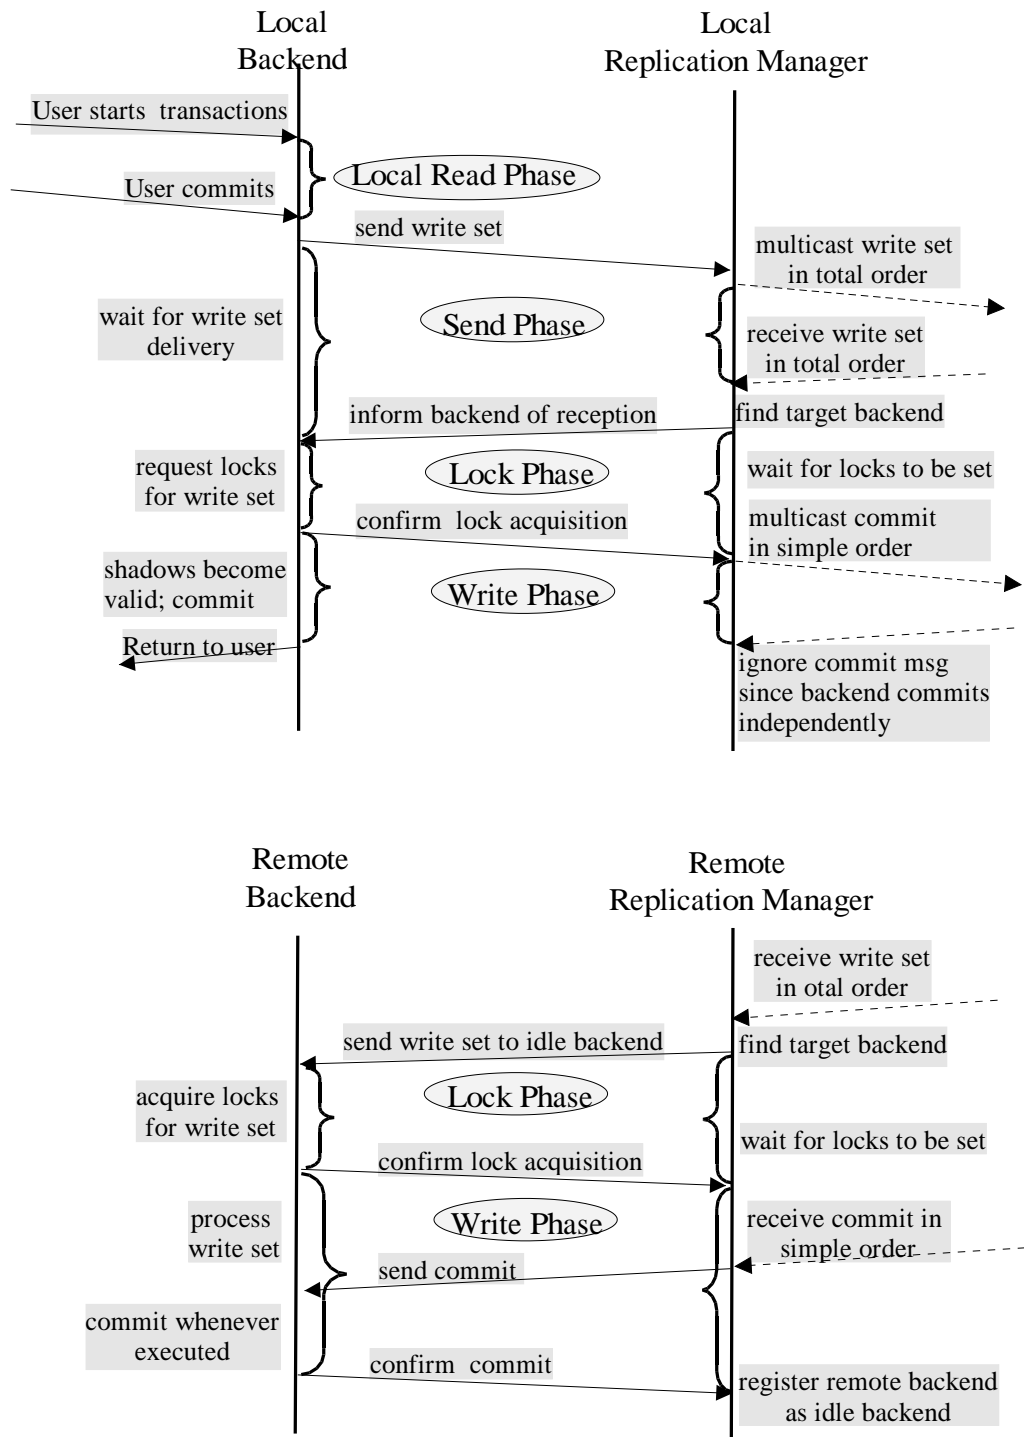 Local
Backend
Local
Replication Manager
User starts transactions
Local Read Phase
User commits
send write set
multicast write set
in total order
wait for write set
delivery
Send Phase
receive write set
in total order
inform backend of reception
find target backend
request locks
for write set
Lock Phase
wait for locks to be set
confirm lock acquisition
multicast commit
in simple order
shadows become
valid; commit
Write Phase
Return to user
ignore commit msg
since backend commits
independently
Remote
Backend
Remote
Replication Manager
receive write set
in otal order
send write set to idle backend
find target backend
acquire locks
for write set
Lock Phase
wait for locks to be set
confirm lock acquisition
process
write set
Write Phase
receive commit in
simple order
send commit
commit whenever
executed
confirm commit
register remote backend
as idle backend